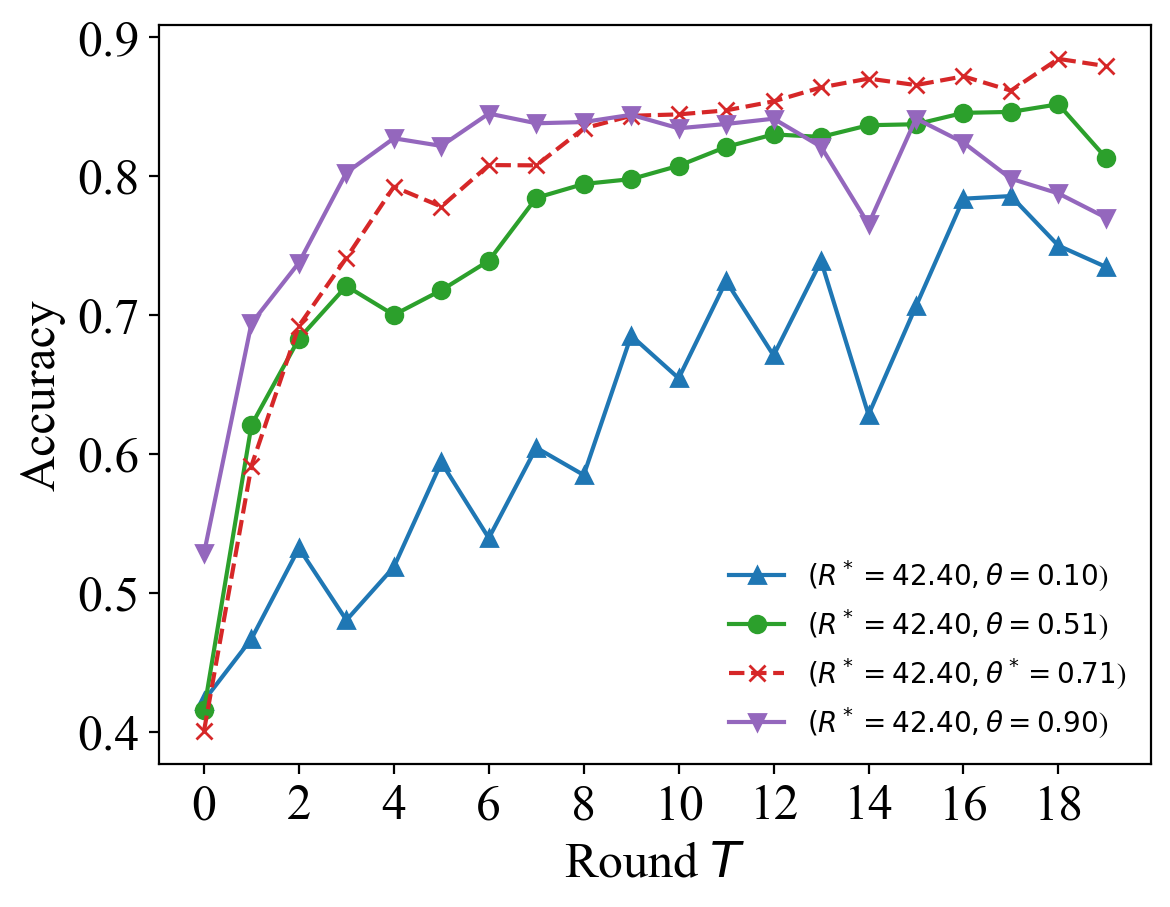 0.9
0.8
0.7
0.6
0.5
0.4
Accuracy
(R* = 42.40, θ = 0.10)
(R* = 42.40, θ = 0.51)
(R* = 42.40, θ* = 0.71)
(R* = 42.40, θ = 0.90)
0 2 4 6 8 10 12 14 16 18
Round T